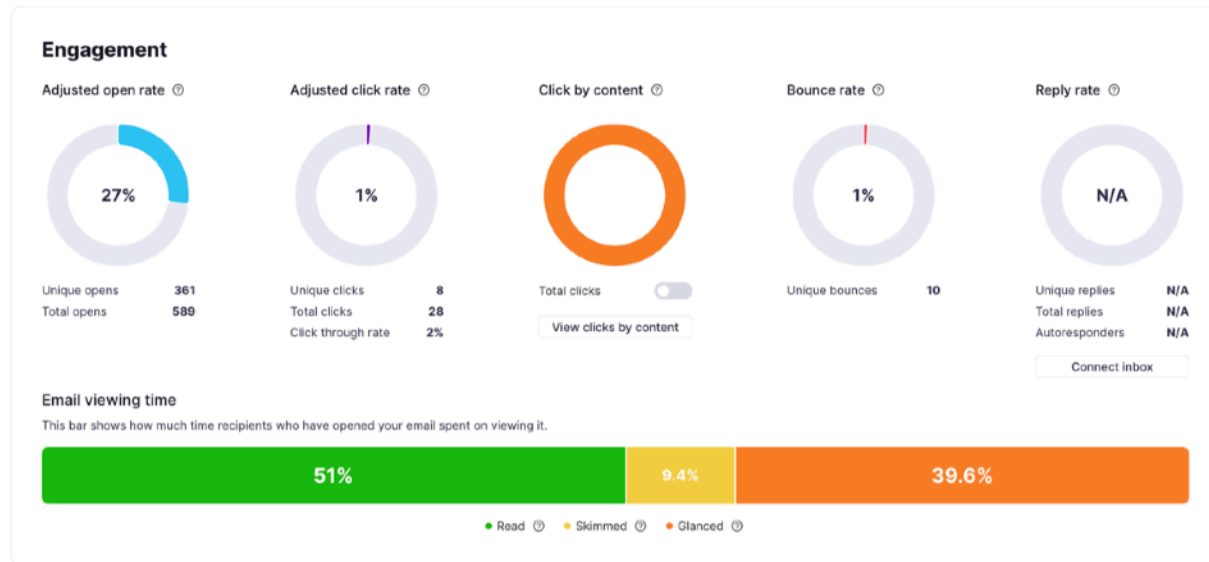 Engagement
Adjusted open rate
Adjusted click rate
Click by content
Bounce rate
Reply rate
27%
1%
1%
N/A
Unique opens 361
Total opens 589
Unique clicks 8
Total clicks 28
Click through rate 2%
Total clicks
View clicks by content
Unique bounces 10
Unique replies N/A
Total replies N/A
Autoresponders N/A
Connect inbox
Email viewing time
This bar shows how much time recipients who have opened your email spent on viewing it.
51% 9.4% 39.6%
Read Skimmed Glanced